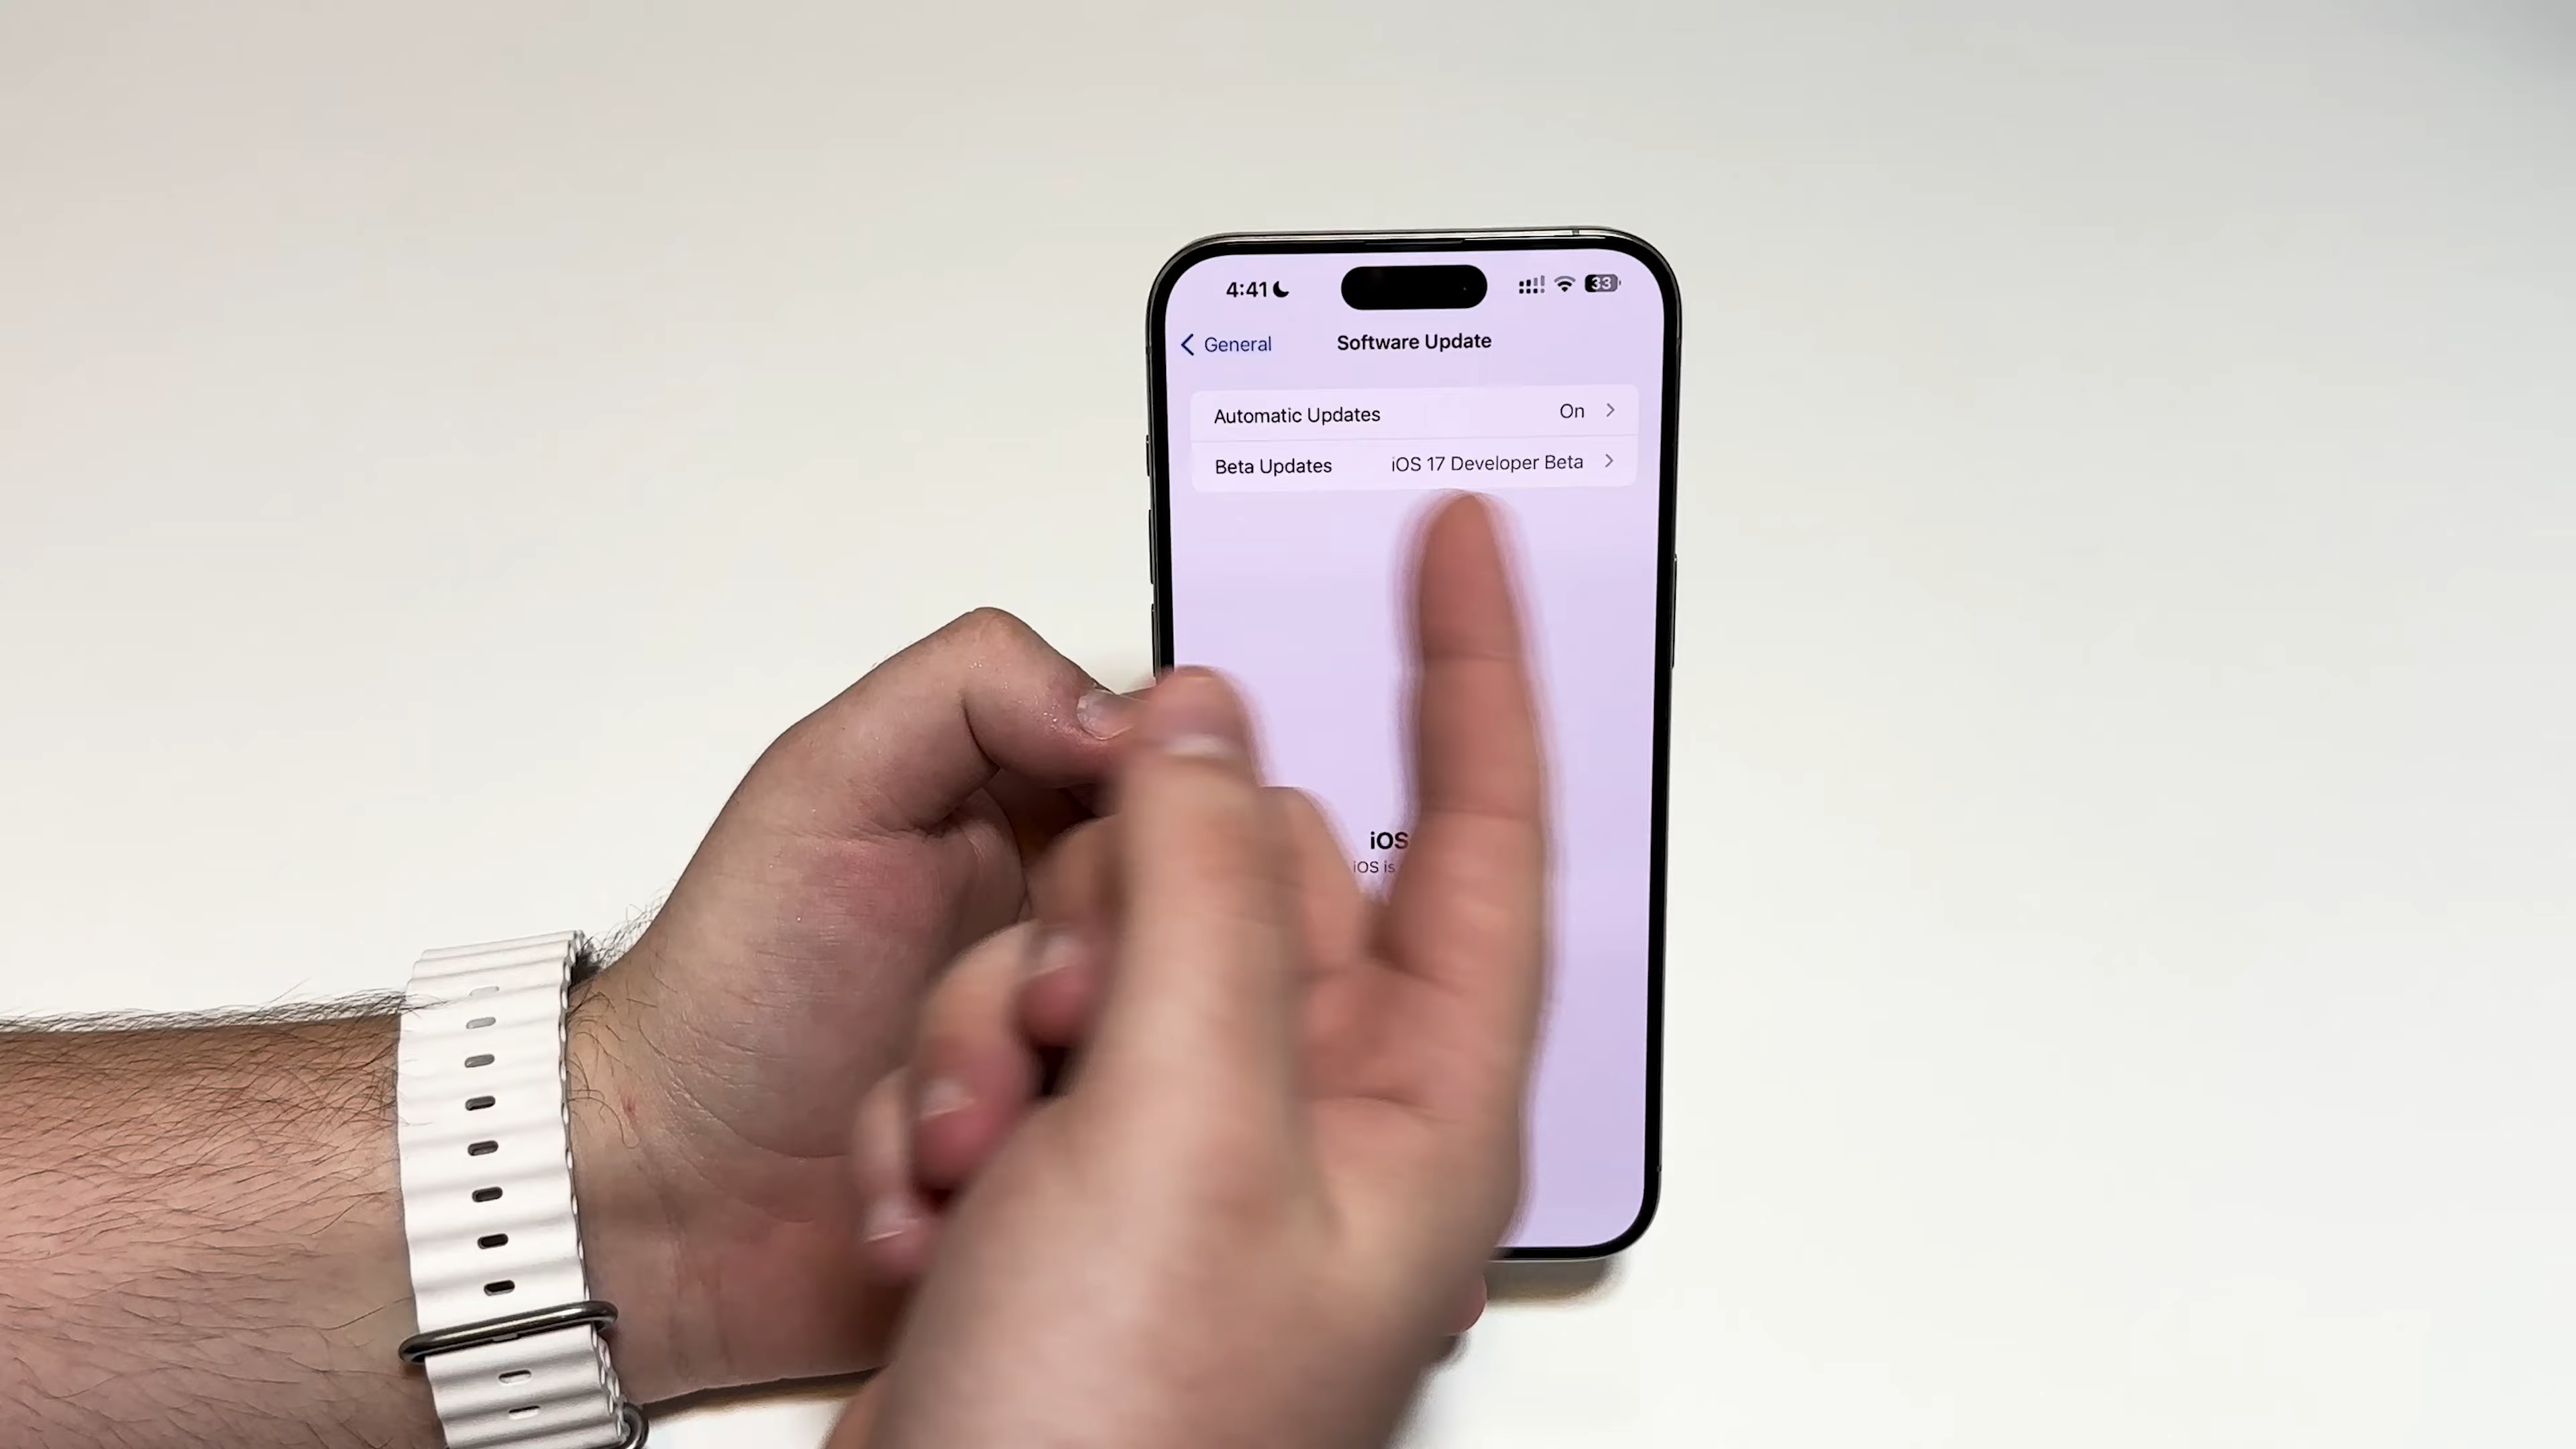 4:41 33
General Software Update
Automatic Updates On
Beta Updates iOS 17 Developer Beta
iOS
iOS is